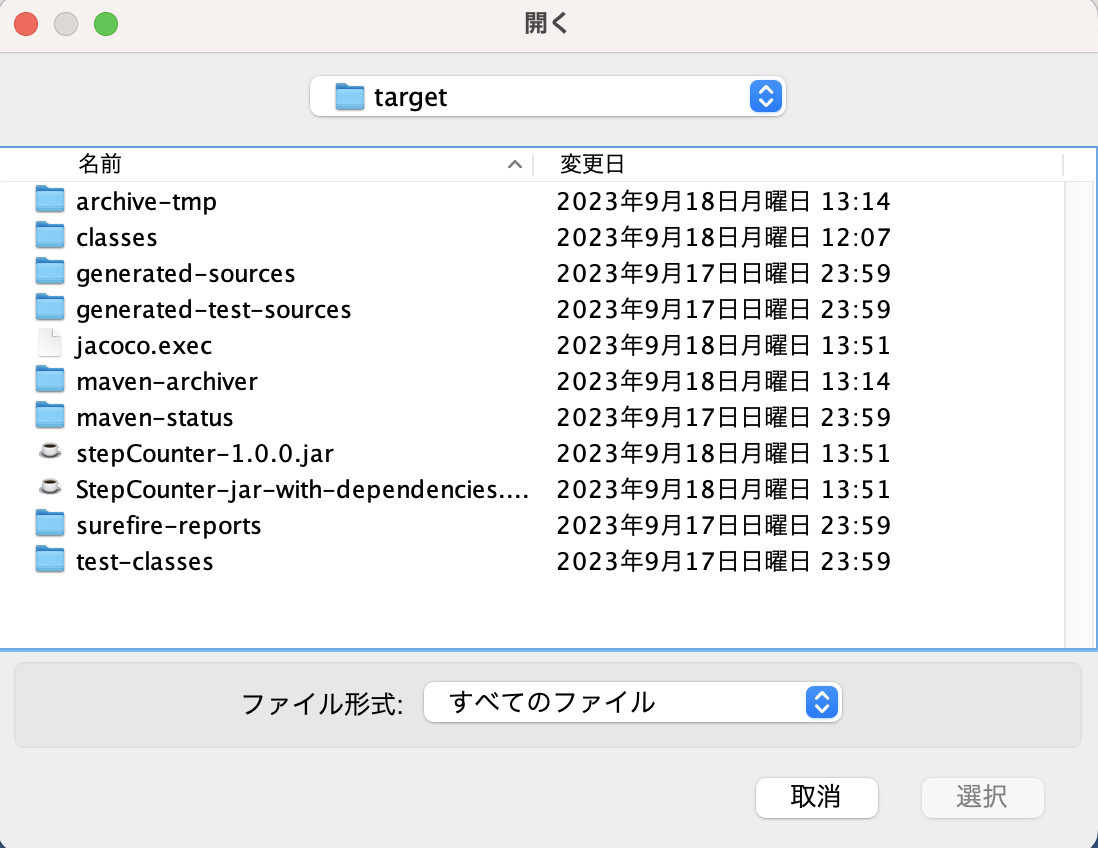 開く
target
名前 変更日
archive-tmp 2023年9月18日月曜日 13:14
classes 2023年9月18日月曜日 12:07
generated-sources 2023年9月17日日曜日 23:59
generated-test-sources 2023年9月17日日曜日 23:59
jacoco.exec 2023年9月18日月曜日 13:51
maven-archiver 2023年9月18日月曜日 13:14
maven-status 2023年9月17日日曜日 23:59
stepCounter-1.0.0.jar 2023年9月18日月曜日 13:51
StepCounter-jar-with-dependencies.... 2023年9月18日月曜日 13:51
surefire-reports 2023年9月17日日曜日 23:59
test-classes 2023年9月17日日曜日 23:59
ファイル形式: すべてのファイル
取消 選択